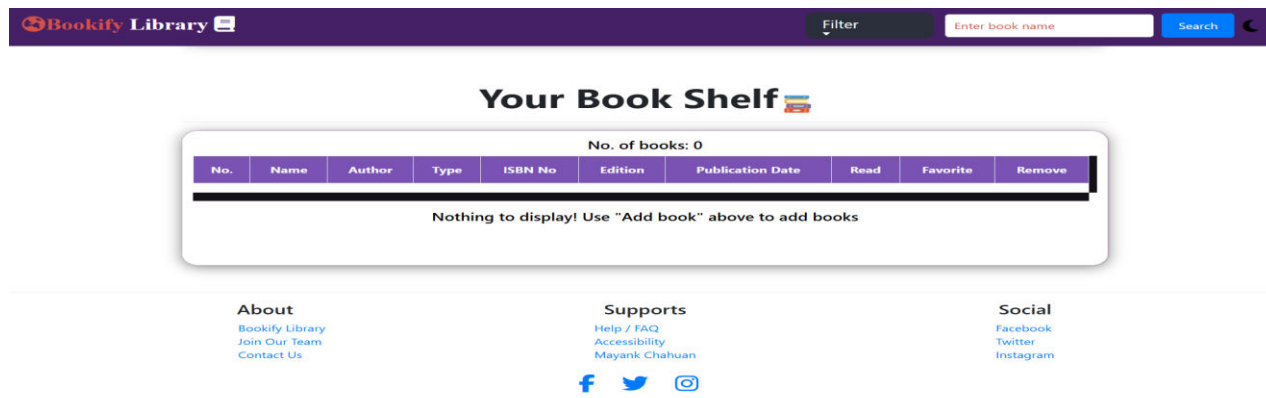 Bookify Library
Filter
Enter book name
Search
Your Book Shelf
No. of books: 0
No. Name Author Type ISBN No Edition Publication Date Read Favorite Remove
Nothing to display! Use "Add book" above to add books
About
Bookify Library
Join Our Team
Contact Us
Supports
Help / FAQ
Accessibility
Mayank Chahuan
Social
Facebook
Twitter
Instagram